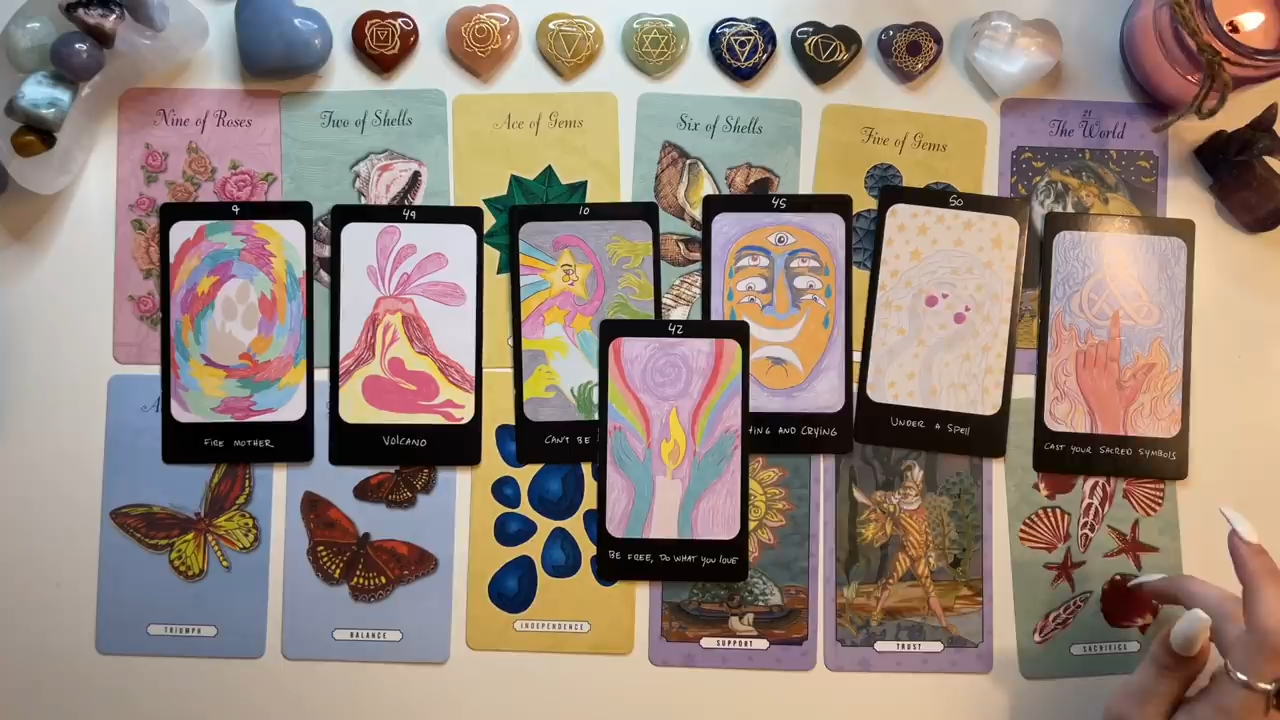 Nine of Roses
Two of Shells
Ace of Gems
Six of Shells
Five of Gems
21
The World
9
FIRE MOTHER
49
VOLCANO
10
CAN'T BE
45
AND CRYING
50
UNDER A SPELL
CAST YOUR SACRED SYMBOLS
42
BE FREE, DO WHAT YOU LOVE
TRIUMPH
BALANCE
INDEPENDENCE
SUPPORT
TRUST
SACRIFICE